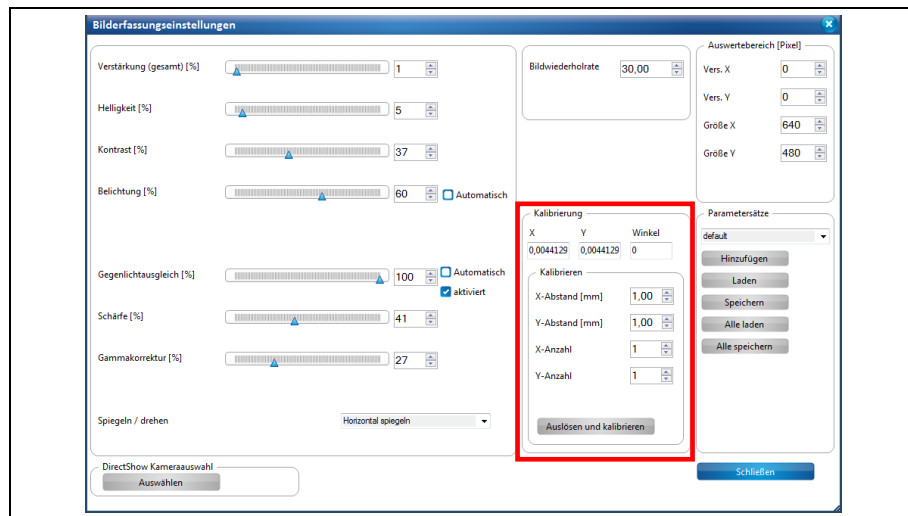 Bilderfassungseinstellungen
Verstärkung (gesamt) [%]
1
Helligkeit [%]
5
Kontrast [%]
37
Belichtung [%]
60
Automatisch
Gegenlichtausgleich [%]
100
Automatisch
aktiviert
Schärfe [%]
41
Gammakorrektur [%]
27
Spiegeln / drehen
Horizontal spiegeln
DirectShow Kameraauswahl
Auswählen
Bildwiederholrate
30,00
Kalibrierung
X Y Winkel
0,0044129 0,0044129 0
Kalibrieren
X-Abstand [mm]
1,00
Y-Abstand [mm]
1,00
X-Anzahl
1
Y-Anzahl
1
Auslösen und kalibrieren
Auswertebereich [Pixel]
Vers. X
0
Vers. Y
0
Größe X
640
Größe Y
480
Parametersätze
default
Hinzufügen
Laden
Speichern
Alle laden
Alle speichern
Schließen